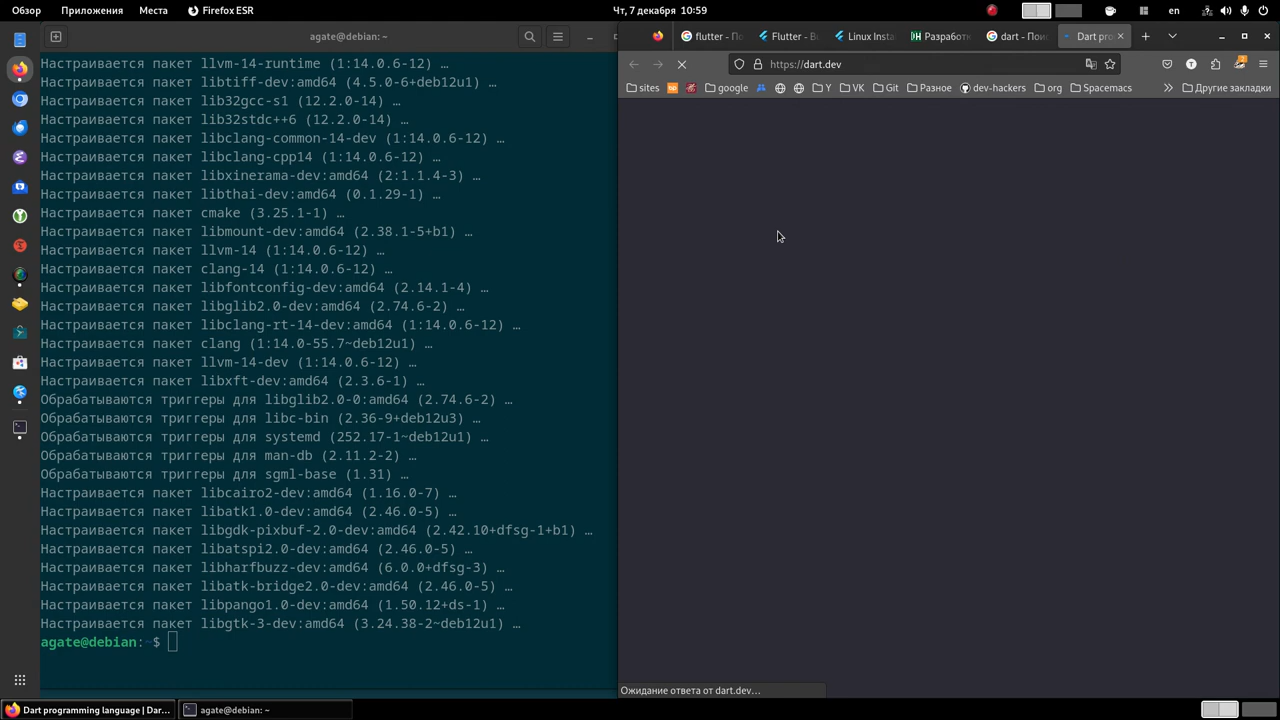 Обзор Приложения Места Firefox ESR Чт, 7 декабря 10:59 en
agate@debian: ~
Настраивается пакет llvm-14-runtime (1:14.0.6-12) …
Настраивается пакет libtiff-dev:amd64 (4.5.0-6+deb12u1) …
Настраивается пакет lib32gcc-s1 (12.2.0-14) …
Настраивается пакет lib32stdc++6 (12.2.0-14) …
Настраивается пакет libclang-common-14-dev (1:14.0.6-12) …
Настраивается пакет libclang-cpp14 (1:14.0.6-12) …
Настраивается пакет libxinerama-dev:amd64 (2:1.1.4-3) …
Настраивается пакет libthai-dev:amd64 (0.1.29-1) …
Настраивается пакет cmake (3.25.1-1) …
Настраивается пакет libmount-dev:amd64 (2.38.1-5+b1) …
Настраивается пакет llvm-14 (1:14.0.6-12) …
Настраивается пакет clang-14 (1:14.0.6-12) …
Настраивается пакет libfontconfig-dev:amd64 (2.14.1-4) …
Настраивается пакет libglib2.0-dev:amd64 (2.74.6-2) …
Настраивается пакет libclang-rt-14-dev:amd64 (1:14.0.6-12) …
Настраивается пакет clang (1:14.0-55.7~deb12u1) …
Настраивается пакет llvm-14-dev (1:14.0.6-12) …
Настраивается пакет libxft-dev:amd64 (2.3.6-1) …
Обрабатываются триггеры для libglib2.0-0:amd64 (2.74.6-2) …
Обрабатываются триггеры для libc-bin (2.36-9+deb12u3) …
Обрабатываются триггеры для systemd (252.17-1~deb12u1) …
Обрабатываются триггеры для man-db (2.11.2-2) …
Обрабатываются триггеры для sgml-base (1.31) …
Настраивается пакет libcairo2-dev:amd64 (1.16.0-7) …
Настраивается пакет libatk1.0-dev:amd64 (2.46.0-5) …
Настраивается пакет libgdk-pixbuf-2.0-dev:amd64 (2.42.10+dfsg-1+b1) …
Настраивается пакет libatspi2.0-dev:amd64 (2.46.0-5) …
Настраивается пакет libharfbuzz-dev:amd64 (6.0.0+dfsg-3) …
Настраивается пакет libatk-bridge2.0-dev:amd64 (2.46.0-5) …
Настраивается пакет libpango1.0-dev:amd64 (1.50.12+ds-1) …
Настраивается пакет libgtk-3-dev:amd64 (3.24.38-2~deb12u1) …
agate@debian:~$
flutter - По Flutter - Bu Linux Insta Разработк dart - Поис Dart pro
https://dart.dev
sites google Y VK Git Разное dev-hackers org Spacemacs Другие закладки
Ожидание ответа от dart.dev…
Dart programming language | Dar… agate@debian: ~